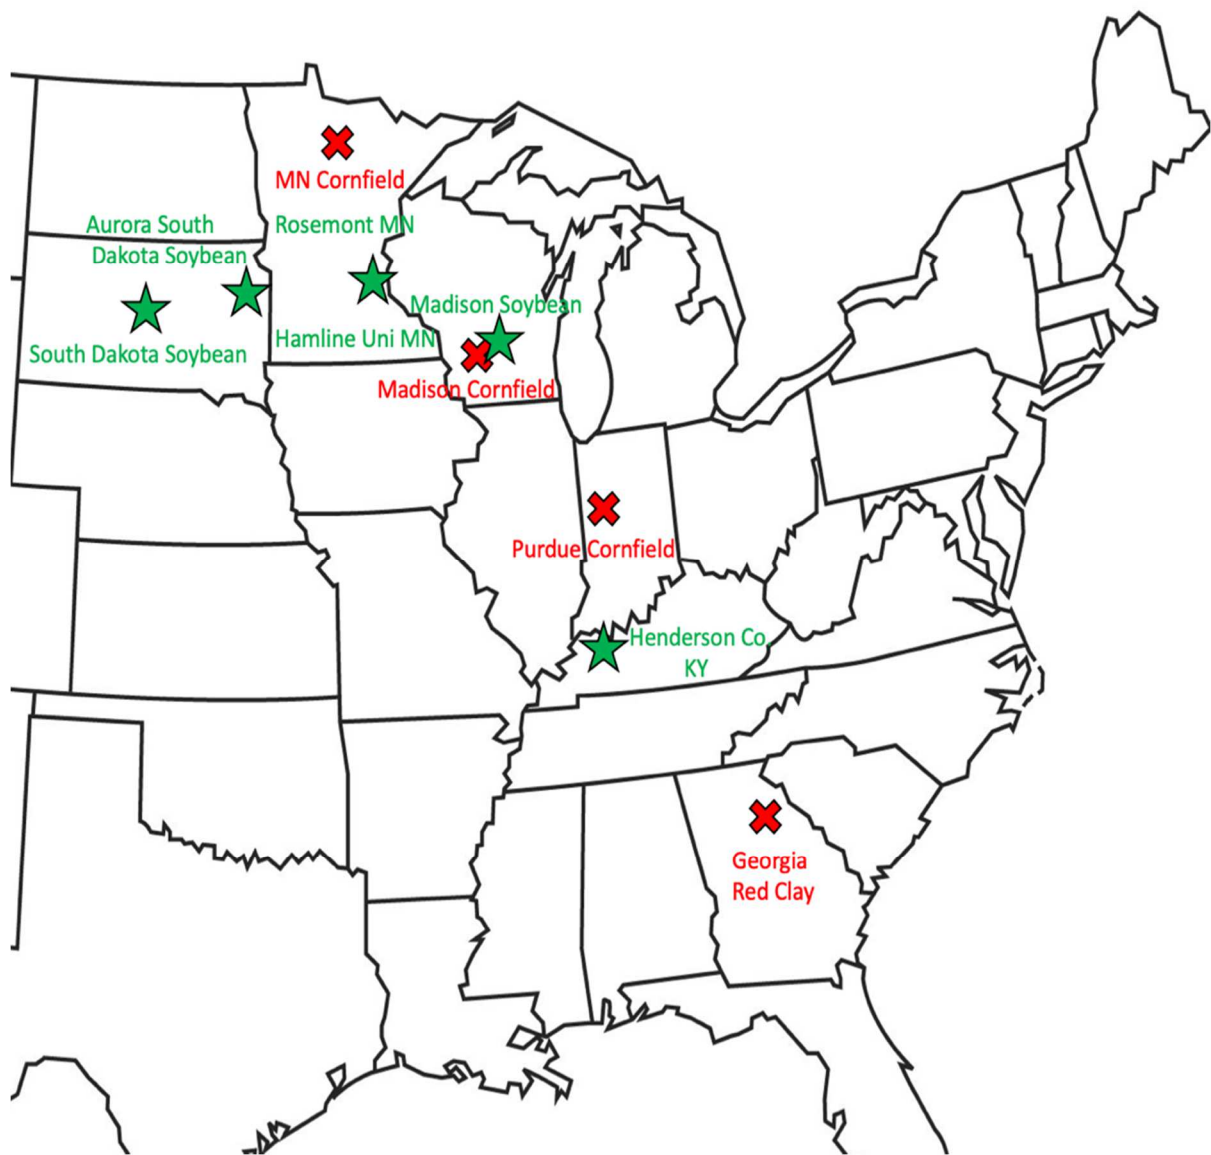 MN Cornfield
Aurora South
Dakota Soybean
Rosemont MN
Madison Soybean
South Dakota Soybean
Hamline Uni MN
Madison Cornfield
Purdue Cornfield
Henderson Co,
KY
Georgia
Red Clay